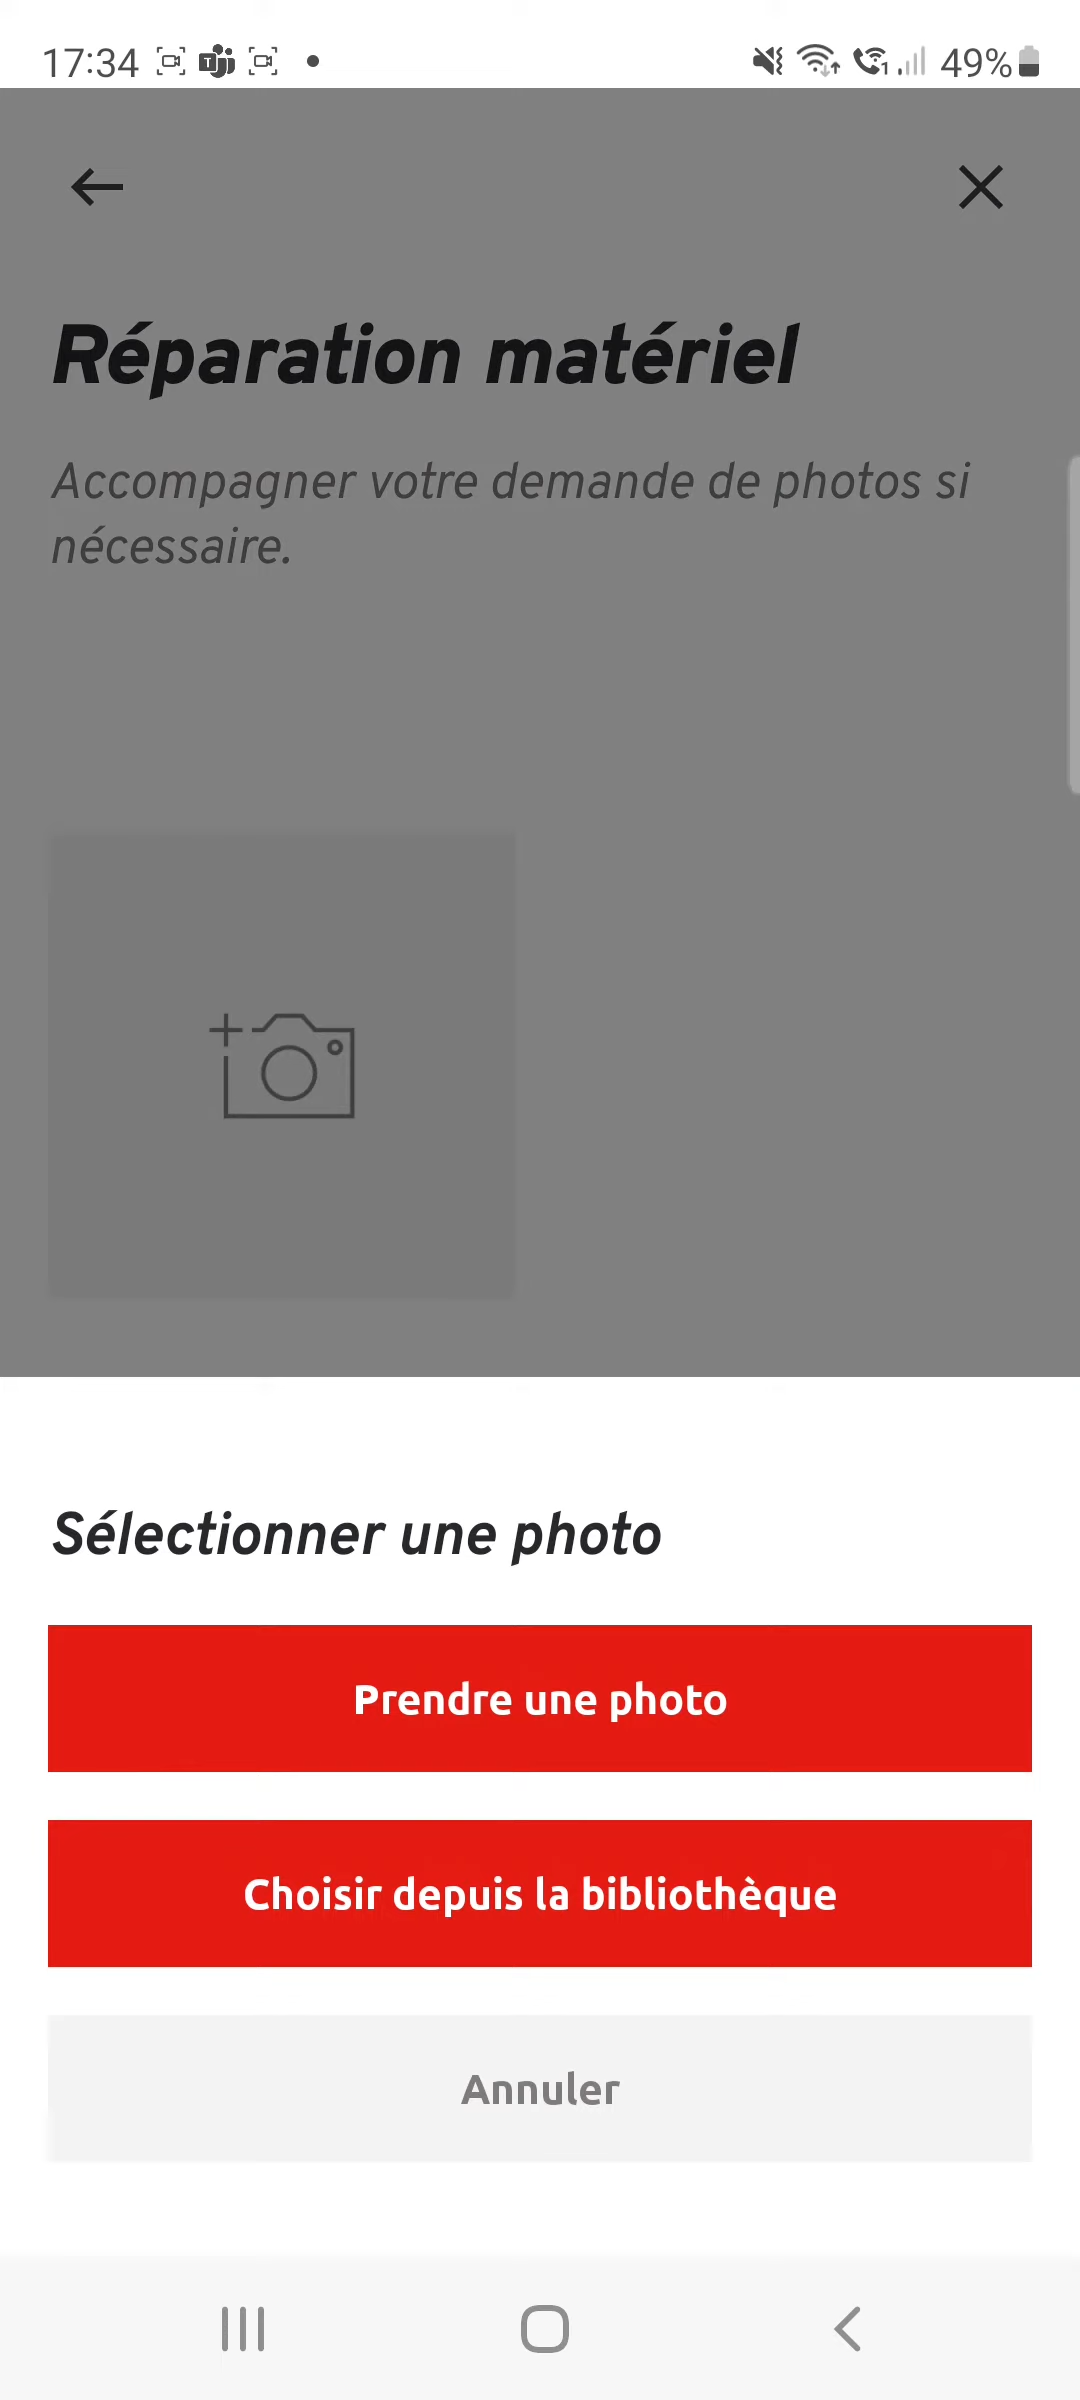 17:34
49%
Réparation matériel
Accompagner votre demande de photos si
nécessaire.
Sélectionner une photo
Prendre une photo
Choisir depuis la bibliothèque
Annuler